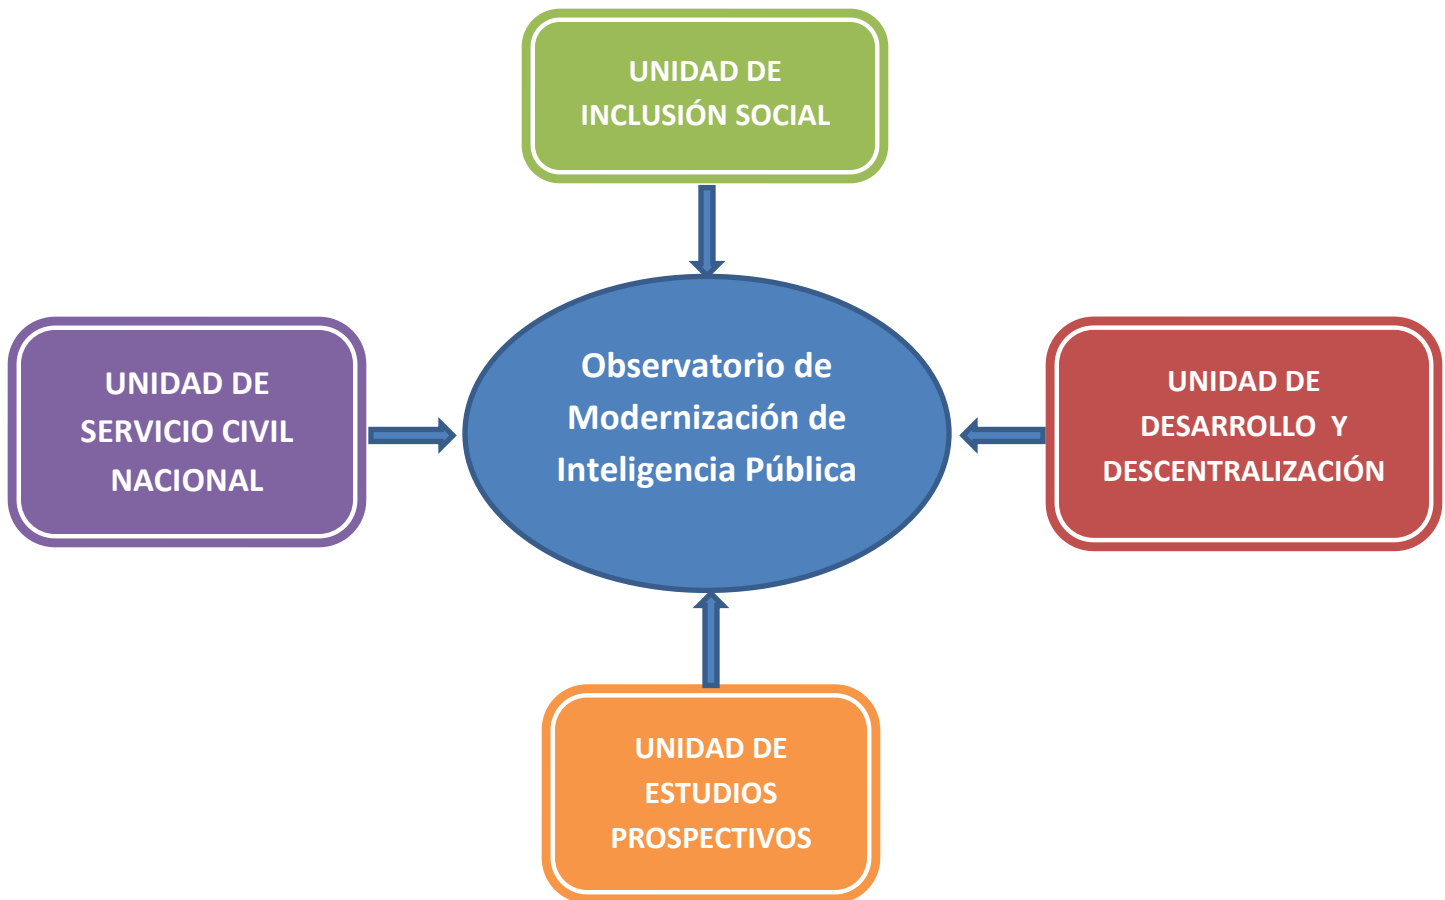 UNIDAD DE
INCLUSIÓN SOCIAL
UNIDAD DE
SERVICIO CIVIL
NACIONAL
Observatorio de
Modernización de
Inteligencia Pública
UNIDAD DE
DESARROLLO Y
DESCENTRALIZACIÓN
UNIDAD DE
ESTUDIOS
PROSPECTIVOS